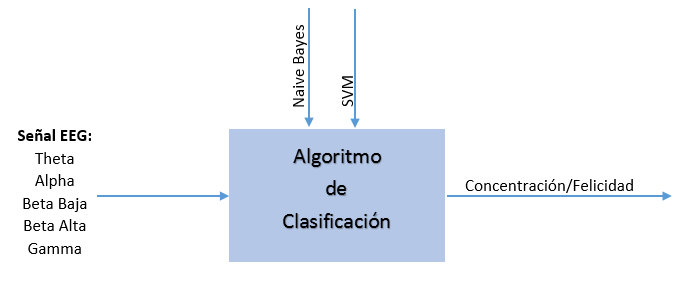 Naive Bayes
SVM
Señal EEG:
Theta
Alpha
Beta Baja
Beta Alta
Gamma
Algoritmo
de
Clasificación
Concentración/Felicidad